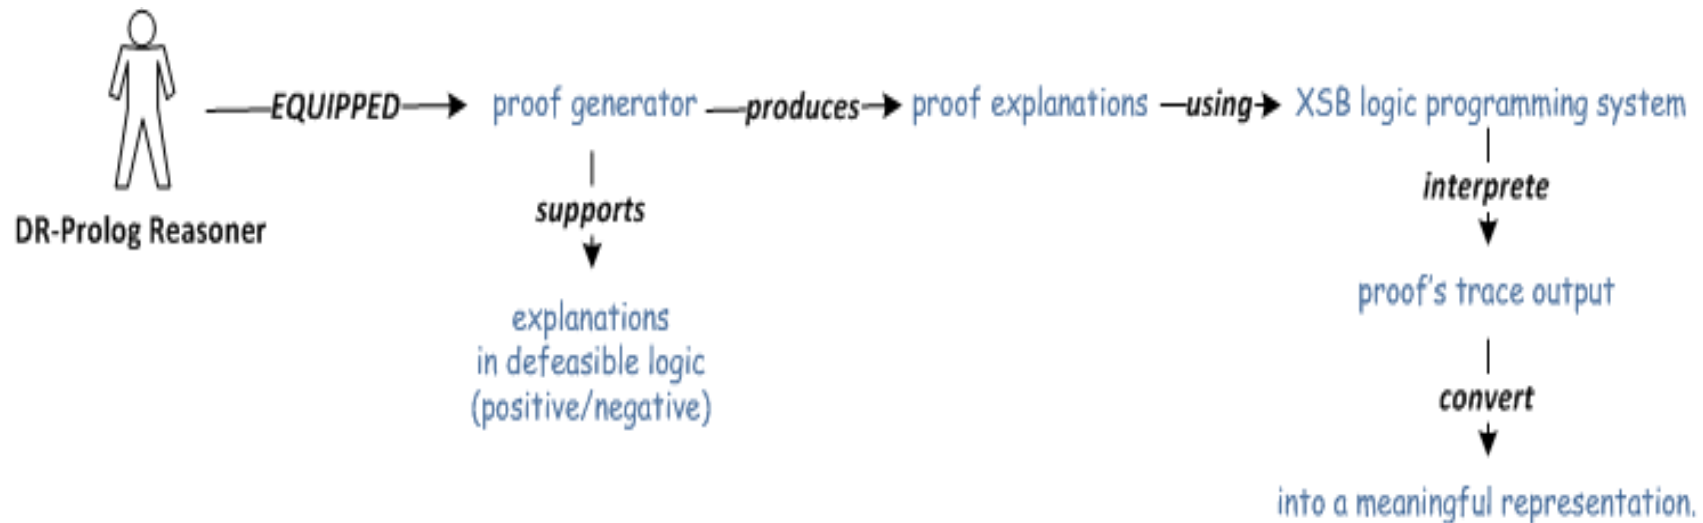 EQUIPPED proof generator produces proof explanations using XSB logic programming system
DR-Prolog Reasoner
supports
explanations
in defeasible logic
(positive/negative)
interprete
proof's trace output
convert
into a meaningful representation.